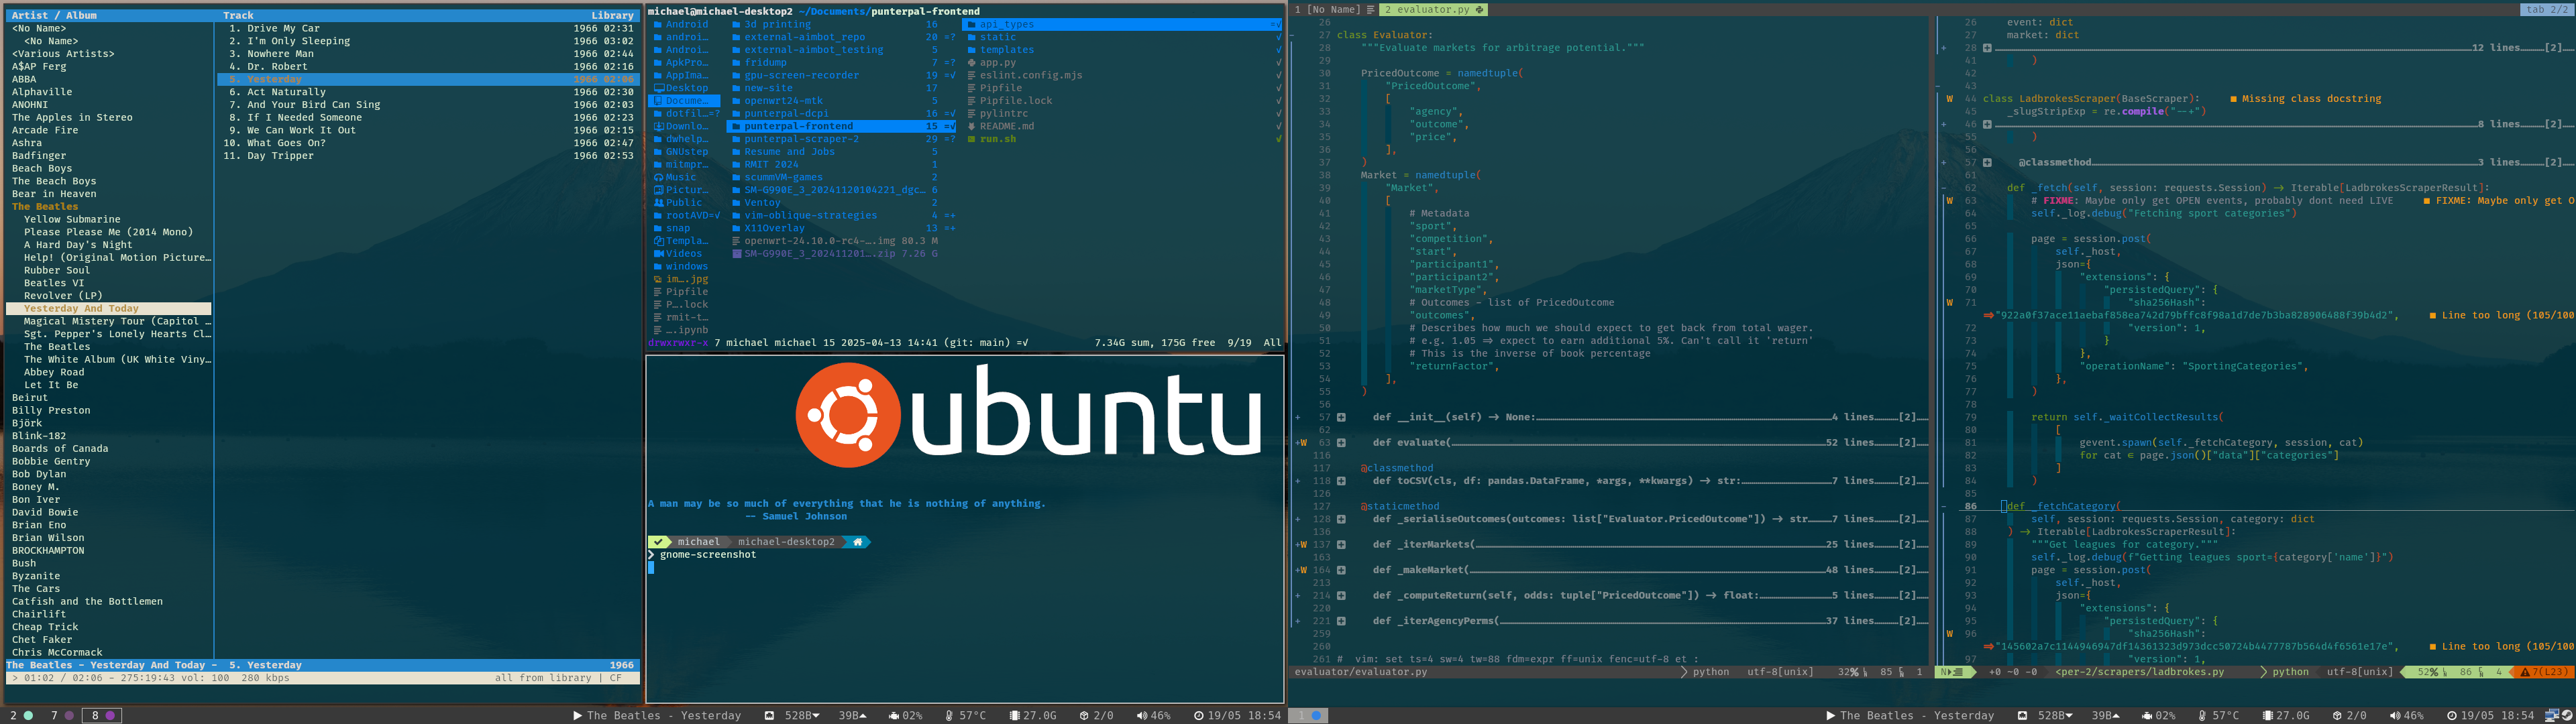 Artist / Album Track Library
<No Name>
<No Name>
<Various Artists>
A$AP Ferg
ABBA
Alphaville
ANOHNI
The Apples in Stereo
Arcade Fire
Ashra
Badfinger
Beach Boys
The Beach Boys
Bear in Heaven
The Beatles
Yellow Submarine
Please Please Me (2014 Mono)
A Hard Day's Night
Help! (Original Motion Picture…
Rubber Soul
Beatles VI
Revolver (LP)
Yesterday And Today
Magical Mistery Tour (Capitol …
Sgt. Pepper's Lonely Hearts Cl…
The Beatles
The White Album (UK White Viny…
Abbey Road
Let It Be
Beirut
Billy Preston
Björk
Blink-182
Boards of Canada
Bobbie Gentry
Bob Dylan
Boney M.
Bon Iver
David Bowie
Brian Eno
Brian Wilson
BROCKHAMPTON
Bush
Byzanite
The Cars
Catfish and the Bottlemen
Chairlift
Cheap Trick
Chet Faker
Chris McCormack
1. Drive My Car 1966 02:31
2. I'm Only Sleeping 1966 03:02
3. Nowhere Man 1966 02:44
4. Dr. Robert 1966 02:16
5. Yesterday 1966 02:06
6. Act Naturally 1966 02:30
7. And Your Bird Can Sing 1966 02:03
8. If I Needed Someone 1966 02:23
9. We Can Work It Out 1966 02:15
10. What Goes On? 1966 02:47
11. Day Tripper 1966 02:53
The Beatles - Yesterday And Today - 5. Yesterday 1966
> 01:02 / 02:06 - 275:19:43 vol: 100 280 kbps all from library | CF
michael@michael-desktop2 ~/Documents/punterpal-frontend
Android
androi…
Androi…
ApkPro…
AppIma…
Desktop
Docume…
dotfil…=?
Downlo…
dwhelp…
GNUstep
mitmpr…
Music
Pictur…
Public
rootAVD=√
snap
Templa…
Videos
windows
im….jpg
Pipfile
P….lock
rmit-t…
….ipynb
3d printing 16
external-aimbot_repo 20 =?
external-aimbot_testing 5
fridump 7 =?
gpu-screen-recorder 19 =√
new-site 17
openwrt24-mtk 5
punterpal-dcpi 16 =√
punterpal-frontend 15 =√
punterpal-scraper-2 29 =?
Resume and Jobs 5
RMIT 2024 1
scummVM-games 2
SM-G990E_3_20241120104221_dgc… 6
Ventoy 2
vim-oblique-strategies 4 =+
X11Overlay 13 =+
openwrt-24.10.0-rc4-….img 80.3 M
SM-G990E_3_202411201….zip 7.26 G
api_types =√
static √
templates √
app.py √
eslint.config.mjs √
Pipfile √
Pipfile.lock √
pylintrc √
README.md √
run.sh √
drwxrwxr-x 7 michael michael 15 2025-04-13 14:41 (git: main) =√ 7.34G sum, 175G free 9/19 All
ubuntu
A man may be so much of everything that he is nothing of anything.
-- Samuel Johnson
✔ michael michael-desktop2
❯ gnome-screenshot
1 [No Name] 2 evaluator.py tab 2/2
26
27 class Evaluator:
28 """Evaluate markets for arbitrage potential."""
29
30 PricedOutcome = namedtuple(
31 "PricedOutcome",
32 [
33 "agency",
34 "outcome",
35 "price",
36 ],
37 )
38 Market = namedtuple(
39 "Market",
40 [
41 # Metadata
42 "sport",
43 "competition",
44 "start",
45 "participant1",
46 "participant2",
47 "marketType",
48 # Outcomes - list of PricedOutcome
49 "outcomes",
50 # Describes how much we should expect to get back from total wager.
51 # e.g. 1.05 => expect to earn additional 5%. Can't call it 'return'
52 # This is the inverse of book percentage
53 "returnFactor",
54 ],
55 )
56
+ 57 def __init__(self) -> None: 4 lines [2]
62
+W 63 def evaluate( 52 lines [2]
116
117 @classmethod
+ 118 def toCSV(cls, df: pandas.DataFrame, *args, **kwargs) -> str: 7 lines [2]
126
127 @staticmethod
+ 128 def _serialiseOutcomes(outcomes: list["Evaluator.PricedOutcome"]) -> str 7 lines [2]
+W 137 def _iterMarkets( 25 lines [2]
163
+W 164 def _makeMarket( 48 lines [2]
213
+ 214 def _computeReturn(self, odds: tuple["PricedOutcome"]) -> float: 5 lines [2]
220
+ 221 def _iterAgencyPerms( 37 lines [2]
259
260
261 # vim: set ts=4 sw=4 tw=88 fdm=expr ff=unix fenc=utf-8 et :
evaluator/evaluator.py python utf-8[unix] 32% 85 1
26 event: dict
27 market: dict
+ 28 12 lines [2]
41 )
42
43
W 44 class LadbrokesScraper(BaseScraper): ■ Missing class docstring
45 _slugStripExp = re.compile("--+")
+ 46 8 lines [2]
55 )
56
+ 57 @classmethod 3 lines [2]
61
62 def _fetch(self, session: requests.Session) -> Iterable[LadbrokesScraperResult]:
W 63 # FIXME: Maybe only get OPEN events, probably dont need LIVE ■ FIXME: Maybe only get O
64 self._log.debug("Fetching sport categories")
65
66 page = session.post(
67 self._host,
68 json={
69 "extensions": {
70 "persistedQuery": {
W 71 "sha256Hash":
"922a0f37ace11aebaf858ea742d79bffc8f98a1d7de7b3ba828906488f39b4d2", ■ Line too long (105/100
72 "version": 1,
73 }
74 },
75 "operationName": "SportingCategories",
76 },
77 )
78
79 return self._waitCollectResults(
80 [
81 gevent.spawn(self._fetchCategory, session, cat)
82 for cat ∈ page.json()["data"]["categories"]
83 ]
84 )
85
86 def _fetchCategory(
87 self, session: requests.Session, category: dict
88 ) -> Iterable[LadbrokesScraperResult]:
89 """Get leagues for category."""
90 self._log.debug(f"Getting leagues sport={category['name']}")
91 page = session.post(
92 self._host,
93 json={
94 "extensions": {
95 "persistedQuery": {
W 96 "sha256Hash":
"145602a7c1144946947df14361323d973dcc50724b4477787b564d4f6561e17e", ■ Line too long (105/100
97 "version": 1,
N +0 ~0 -0 <per-2/scrapers/ladbrokes.py python utf-8[unix] 52% 86 4 7(L23)
2 7 8 The Beatles - Yesterday 528B 39B 02% 57°C 27.0G 2/0 46% 19/05 18:54
1 The Beatles - Yesterday 528B 39B 02% 57°C 27.0G 2/0 46% 19/05 18:54